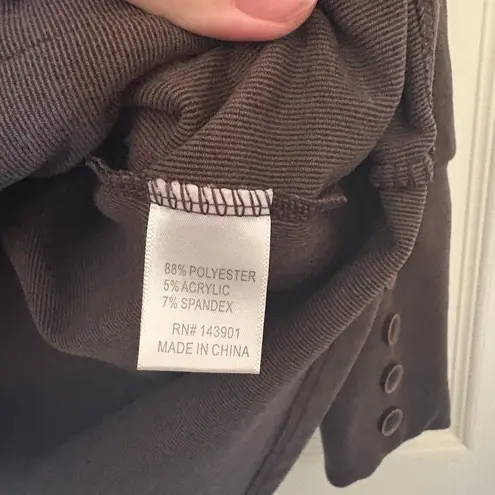 88% POLYESTER
5% ACRYLIC
7% SPANDEX
RN# 143901
MADE IN CHINA